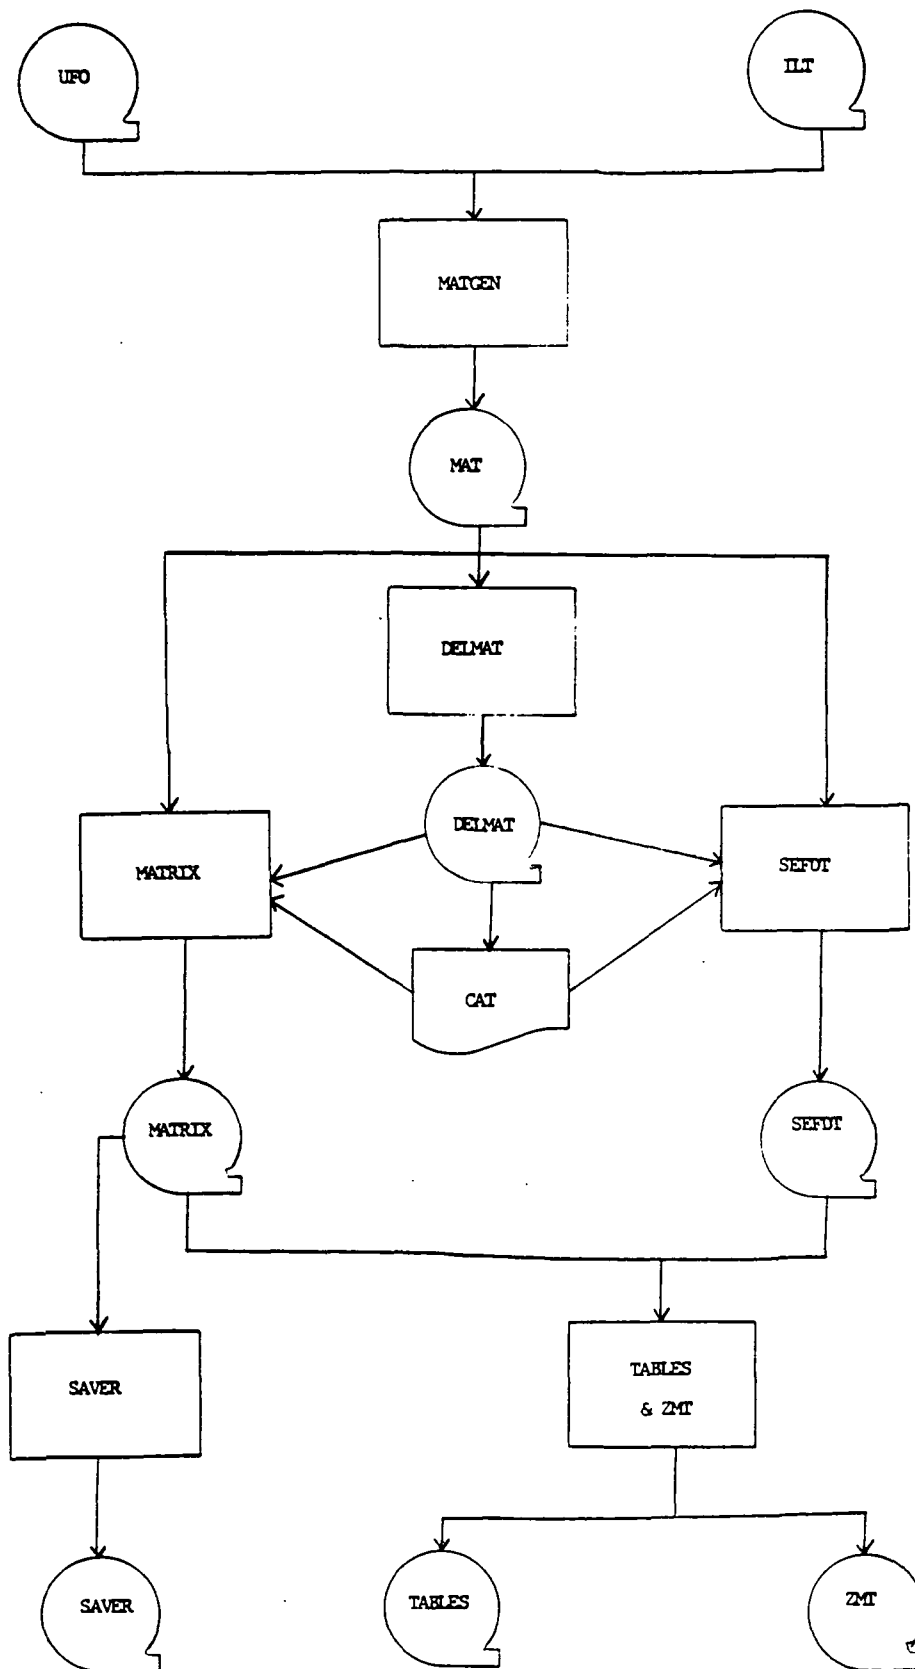 UFO
ILT
MATGEN
MAT
DELMAT
DELMAT
MATRIX
SEFDT
CAT
MATRIX
SEFDT
SAVER
TABLES
& ZMT
SAVER
TABLES
ZMT